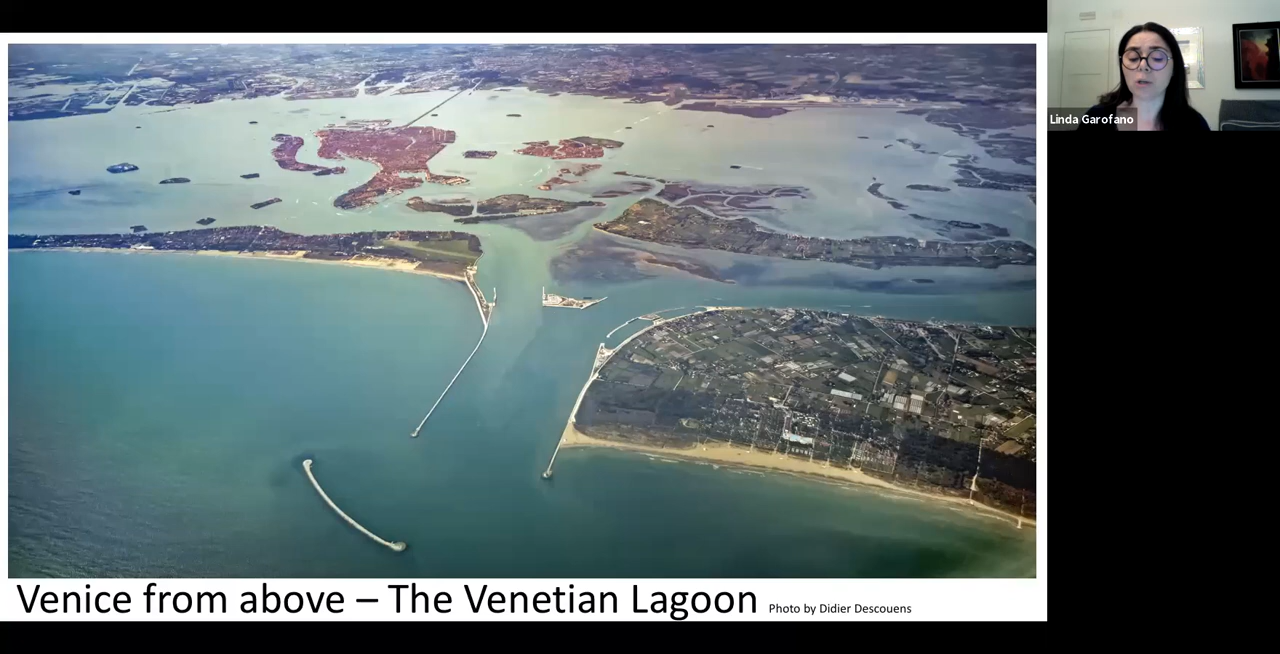 Linda Garofano
Venice from above – The Venetian Lagoon Photo by Didier Descouens